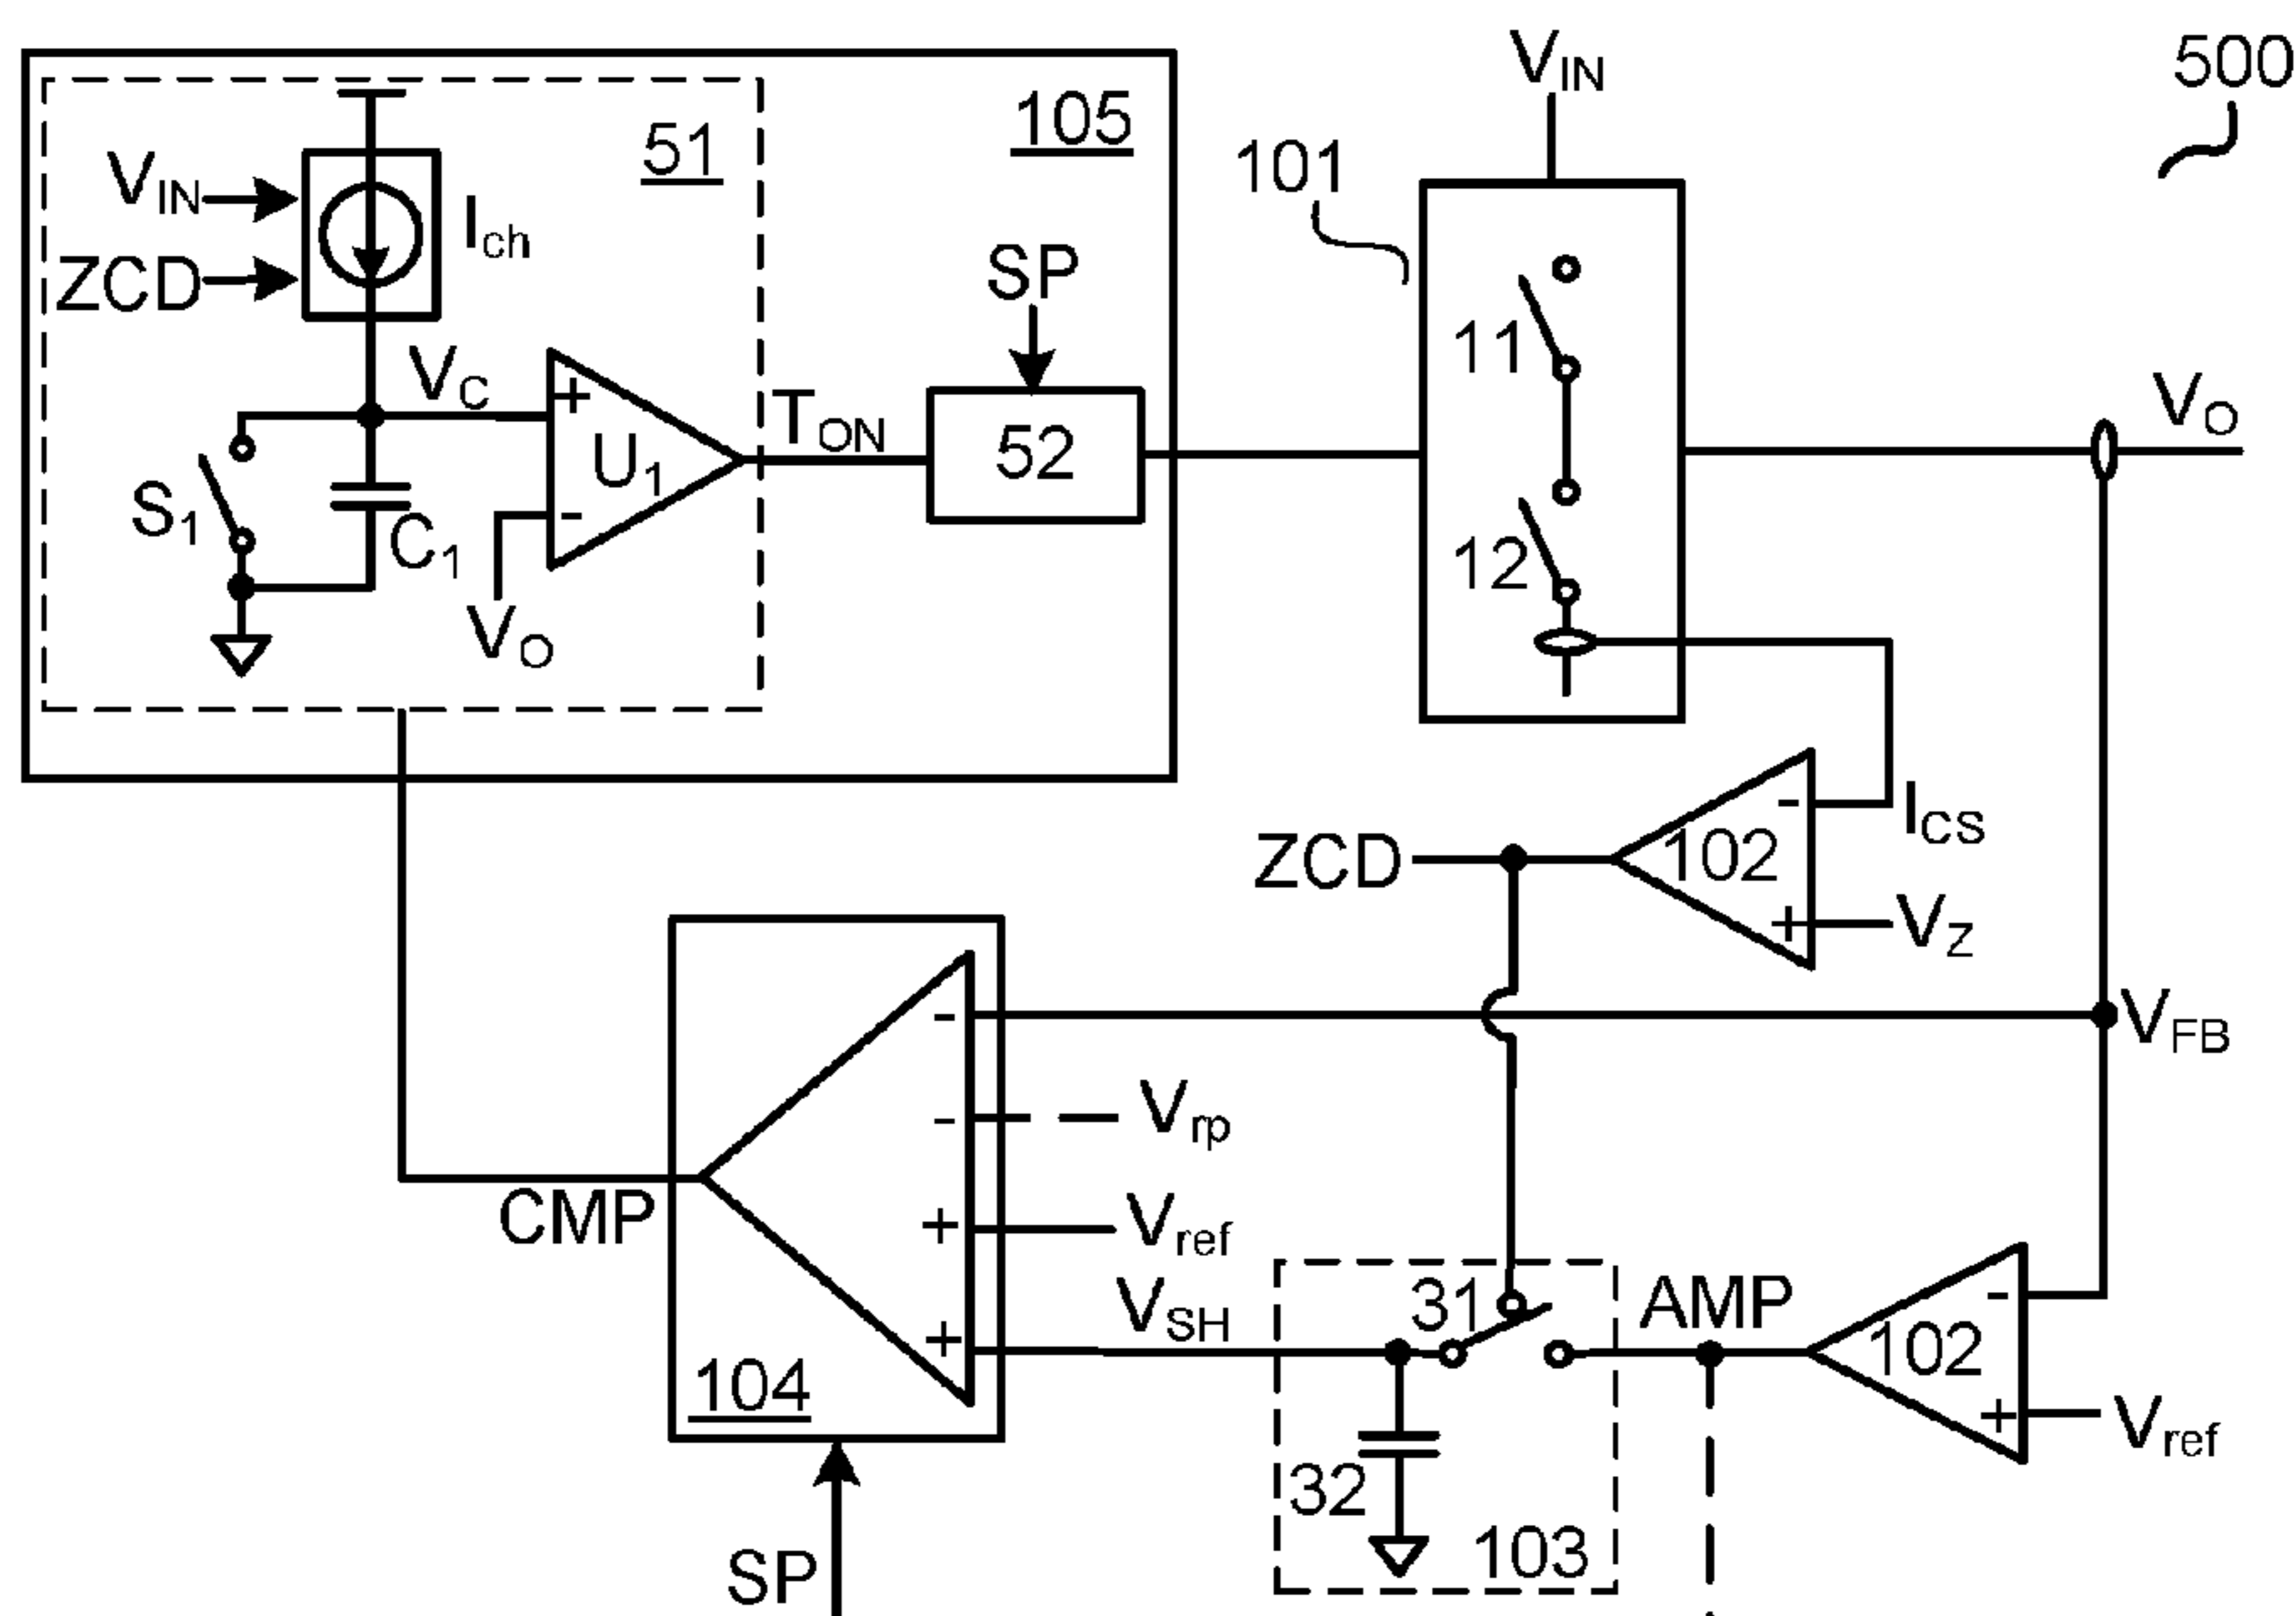 500
V_IN
105
51
101
V_IN
I_ch
ZCD
SP
11
V_C
+
T_ON
V_O
U_1
52
S_1
-
C_1
12
V_O
-
I_CS
102
ZCD
+
V_Z
-
V_FB
-
V_rp
CMP
+
V_ref
31
AMP
-
V_SH
+
102
104
+
V_ref
32
103
SP